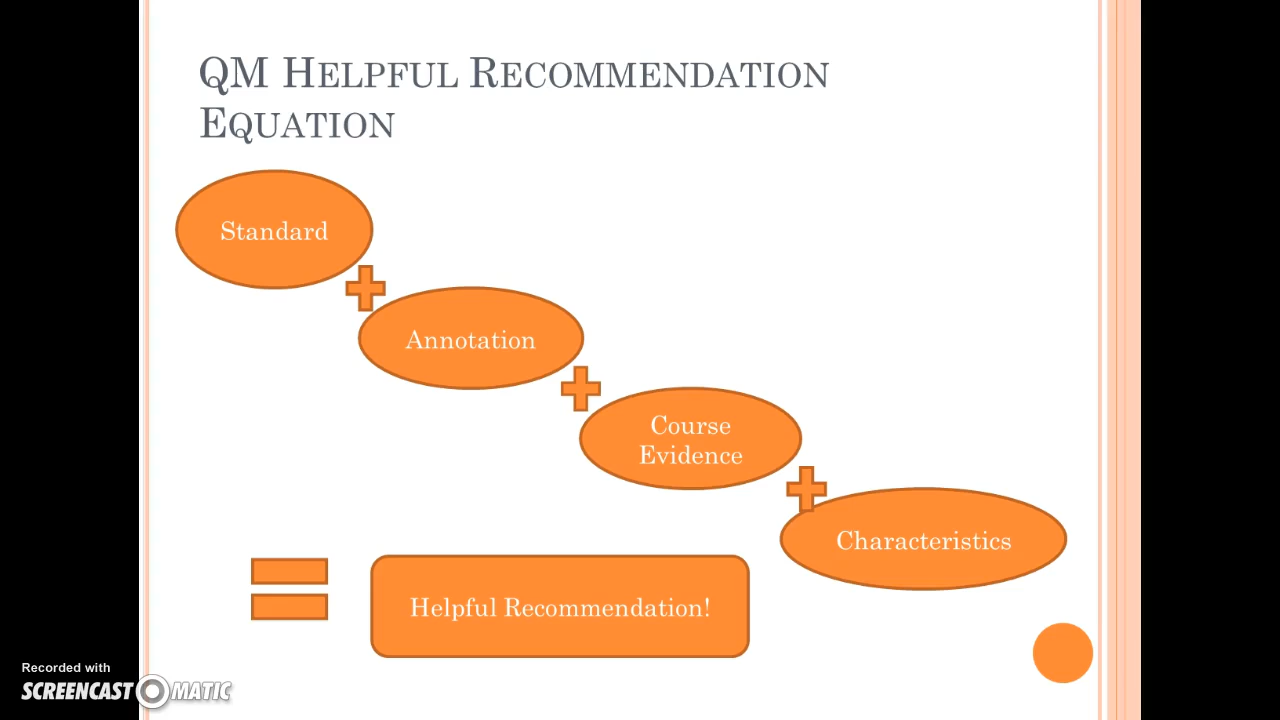 QM HELPFUL RECOMMENDATION
EQUATION
Standard
Annotation
Course
Evidence
Characteristics
Helpful Recommendation!
Recorded with
SCREENCAST MATIC